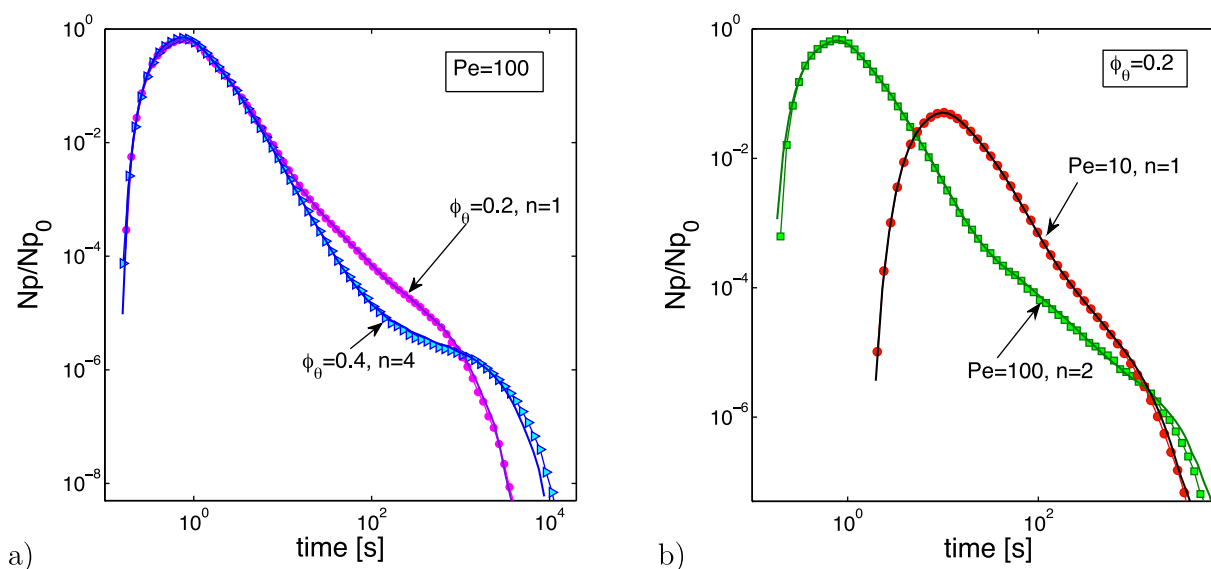 Pe=100
10^0
10^-2
10^-4
10^-6
10^-8
Np/Np_0
ϕ_θ=0.2, n=1
ϕ_θ=0.4, n=4
10^0
10^2
10^4
time [s]
a)
ϕ_θ=0.2
10^0
10^-2
10^-4
10^-6
Np/Np_0
Pe=10, n=1
Pe=100, n=2
10^0
10^2
time [s]
b)